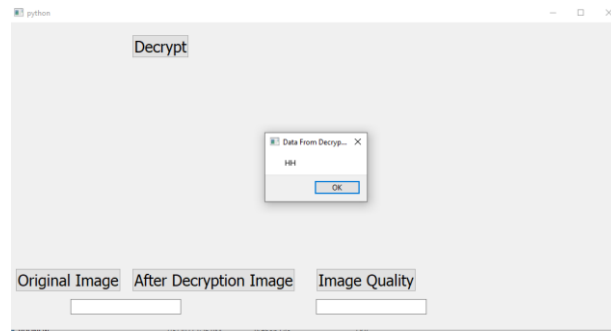 python
Decrypt
Data From Decryp...
HH
OK
Original Image After Decryption Image Image Quality